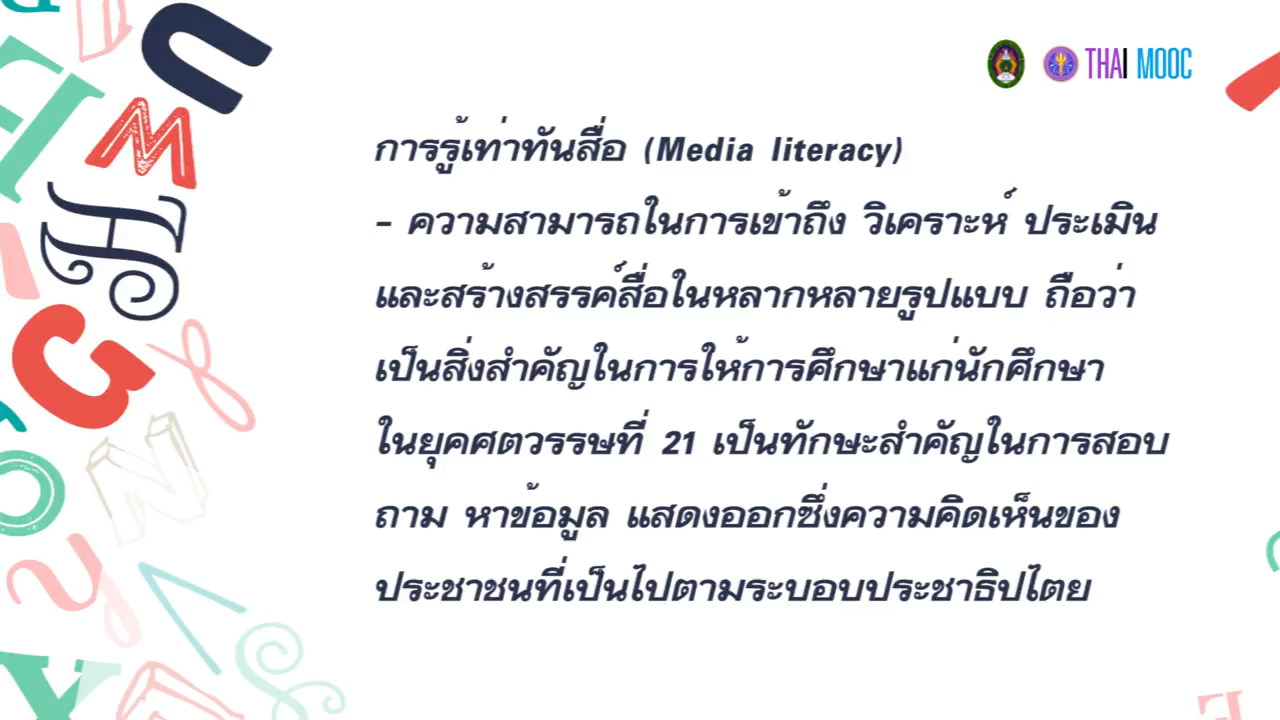 THAI MOOC
การรู้เท่าทันสื่อ (Media literacy)
- ความสามารถในการเข้าถึง วิเคราะห์ ประเมิน
และสร้างสรรค์สื่อในหลากหลายรูปแบบ ถือว่า
เป็นสิ่งสำคัญในการให้การศึกษาแก่นักศึกษา
ในยุคศตวรรษที่ 21 เป็นทักษะสำคัญในการสอบ
ถาม หาข้อมูล แสดงออกซึ่งความคิดเห็นของ
ประชาชนที่เป็นไปตามระบอบประชาธิปไตย